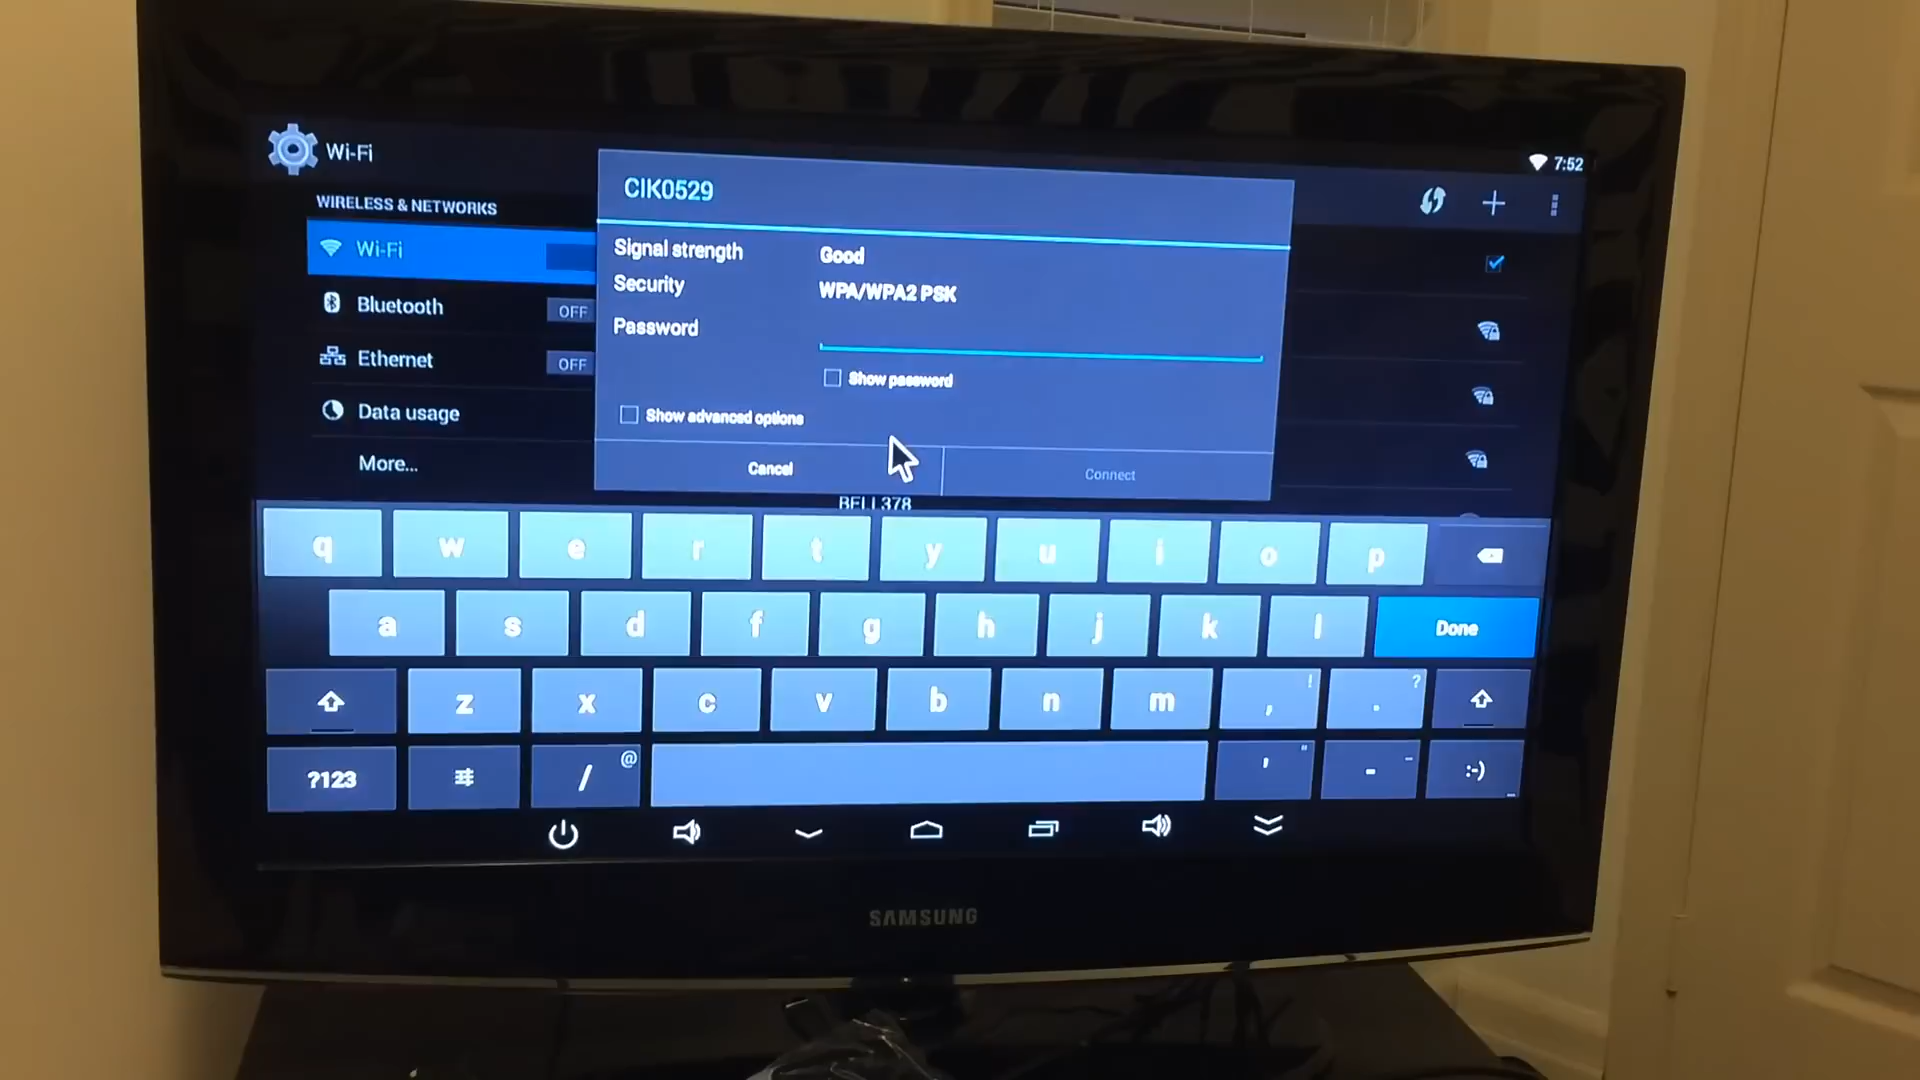 Wi-Fi
7:52
WIRELESS & NETWORKS
Wi-Fi
Bluetooth OFF
Ethernet OFF
Data usage
More...
CIK0529
Signal strength Good
Security WPA/WPA2 PSK
Password
Show password
Show advanced options
Cancel Connect
BELL378
q w e r t y u i o p
a s d f g h j k l Done
z x c v b n m , ! . ?
?123 / @ ' " - _ :-)
SAMSUNG